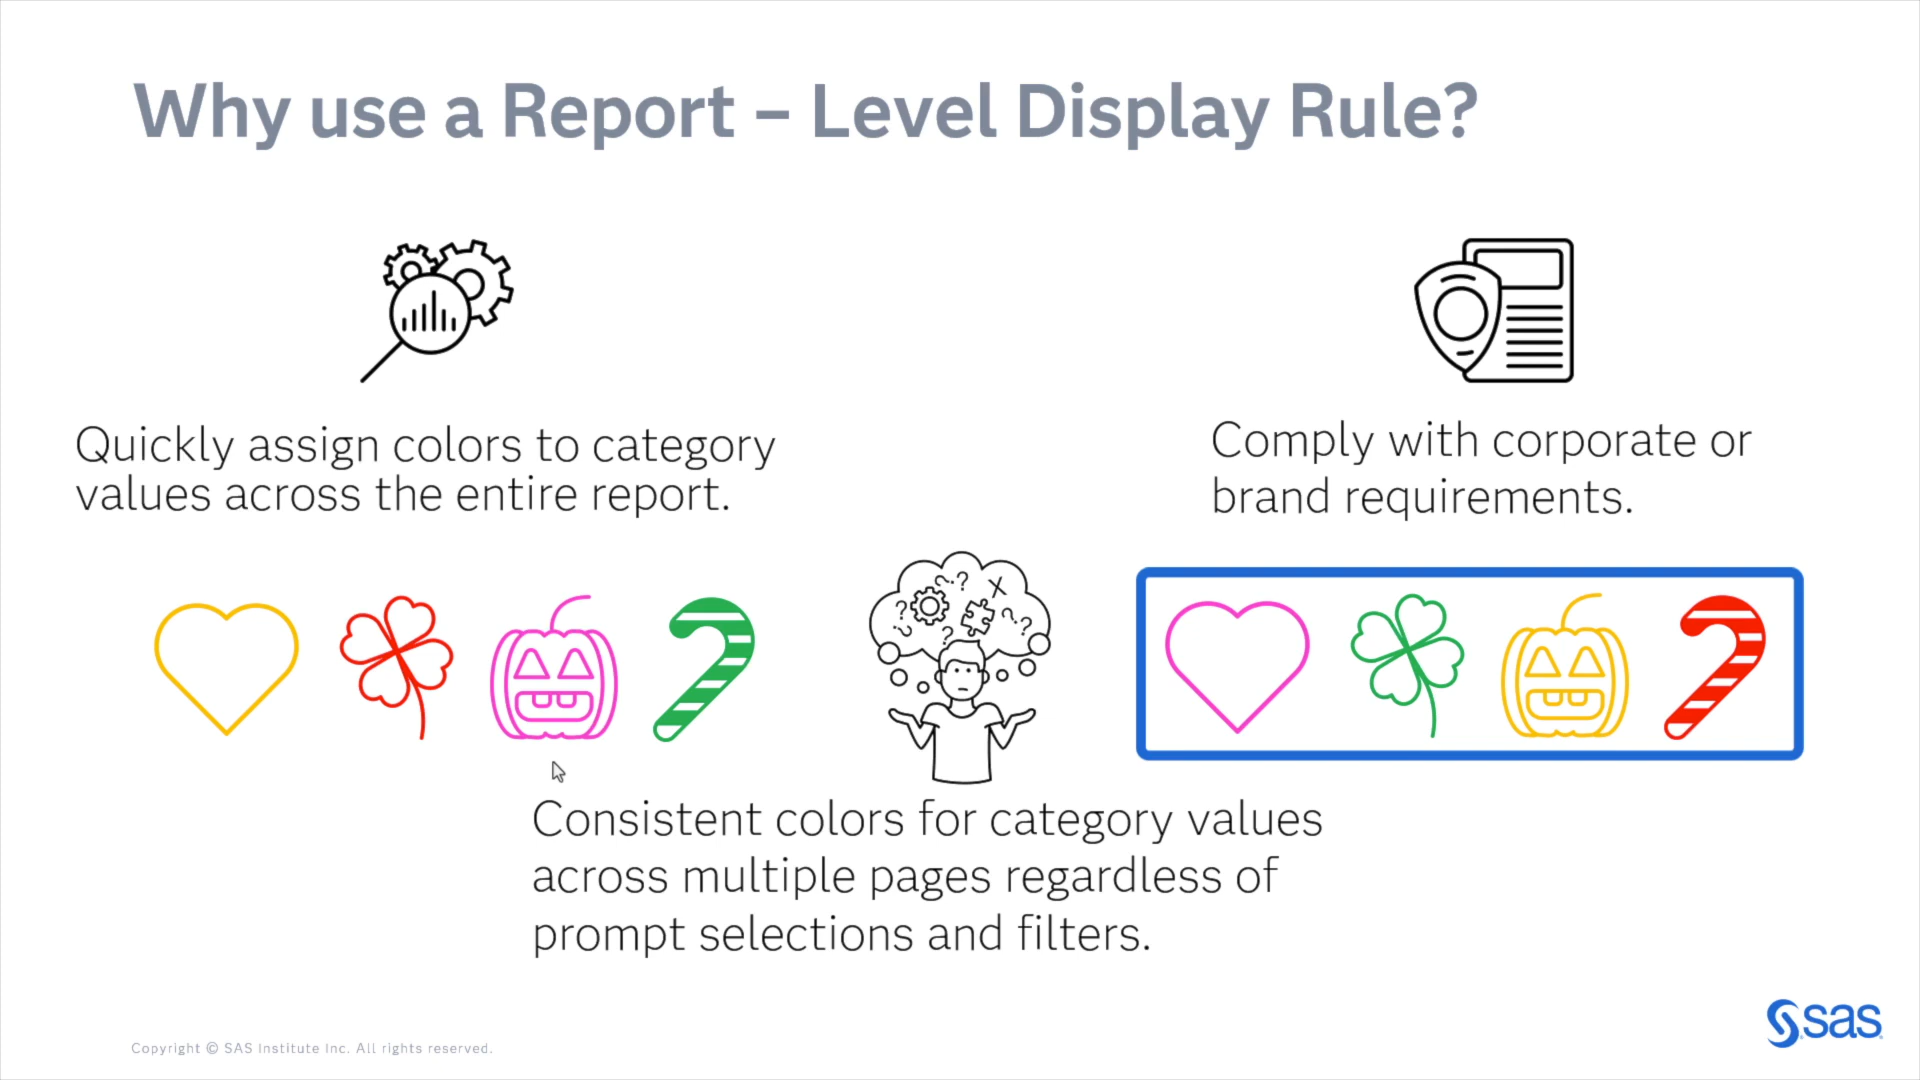 Why use a Report – Level Display Rule?
Quickly assign colors to category
values across the entire report.
Comply with corporate or
brand requirements.
Consistent colors for category values
across multiple pages regardless of
prompt selections and filters.
Copyright © SAS Institute Inc. All rights reserved.
sas